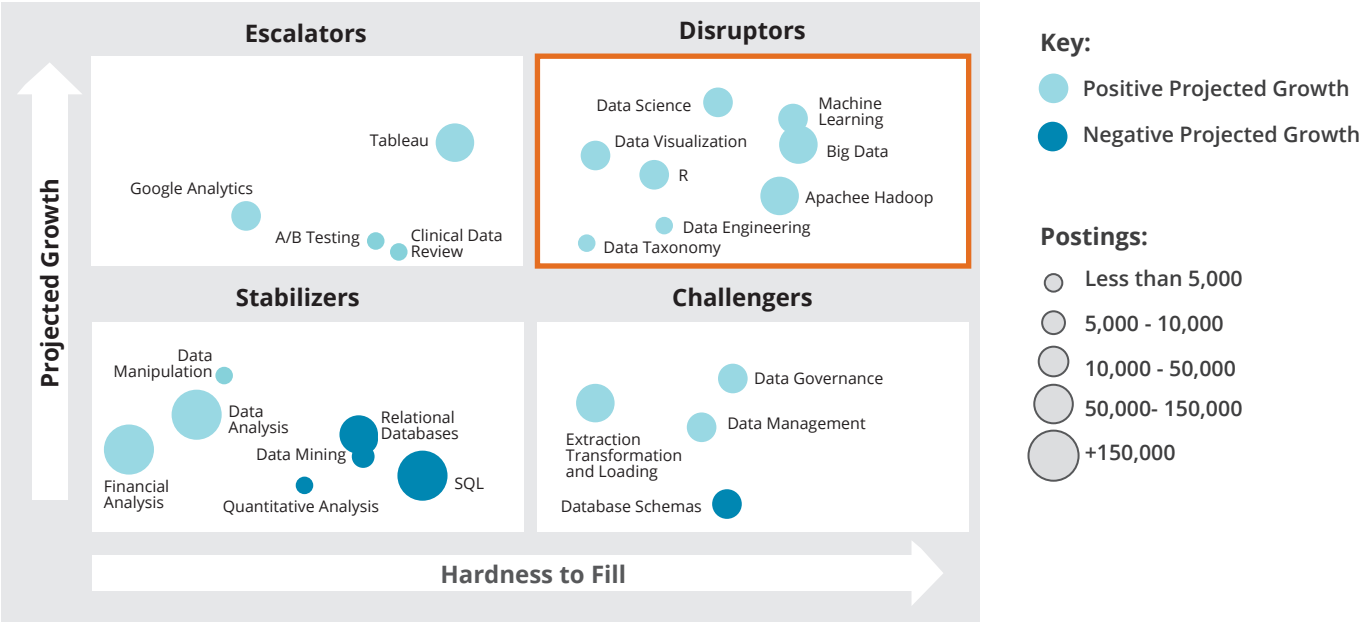 Escalators
Disruptors
Projected Growth
Tableau
Google Analytics
A/B Testing
Clinical Data
Review
Data Science
Machine
Learning
Data Visualization
Big Data
R
Apachee Hadoop
Data Engineering
Data Taxonomy
Stabilizers
Challengers
Data
Manipulation
Data
Analysis
Relational
Databases
Data Mining
Financial
Analysis
SQL
Quantitative Analysis
Data Governance
Data Management
Extraction
Transformation
and Loading
Database Schemas
Hardness to Fill
Key:
Positive Projected Growth
Negative Projected Growth
Postings:
Less than 5,000
5,000 - 10,000
10,000 - 50,000
50,000- 150,000
+150,000